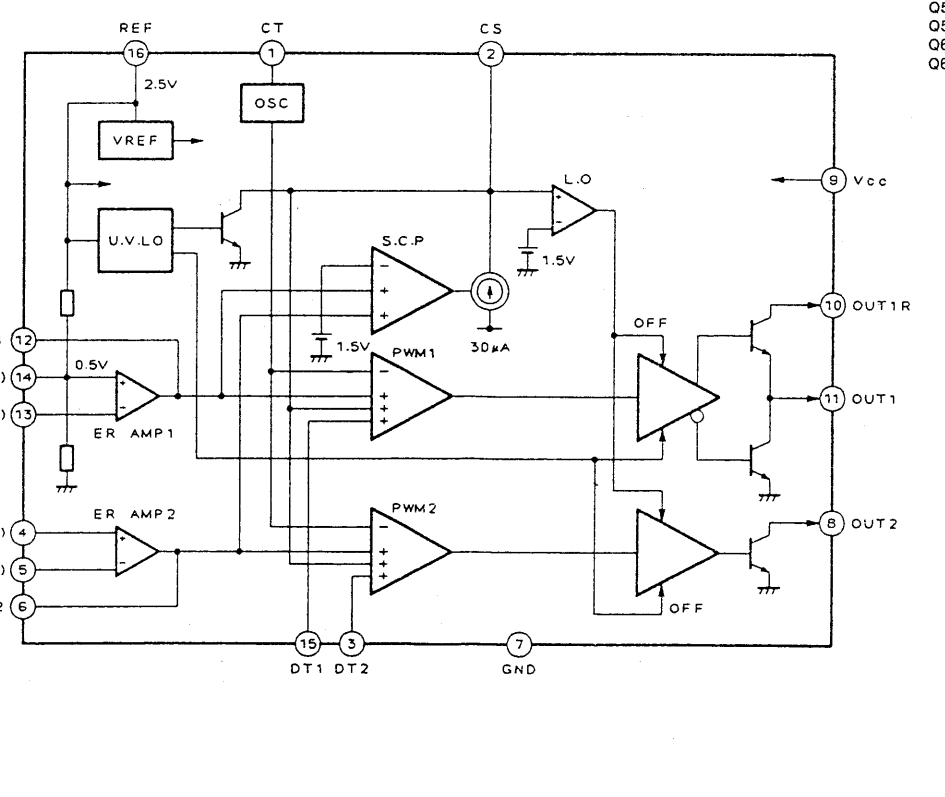 Q5
Q5
Q6
Q6
REF CT CS
16 1 2
2.5V
OSC
VREF
L.O
9 Vcc
U.V.LO
S.C.P
1.5V
10 OUT1R
OFF
12
1.5V
30μA
PWM1
0.5V
) 14
11 OUT1
) 13
ER AMP1
ER AMP2
PWM2
) 4
8 OUT2
) 5
2 6
OFF
15 3 7
DT1 DT2 GND
+
−
−
+
+
+
−
−
+
+
+
+
−
−
+
+
+